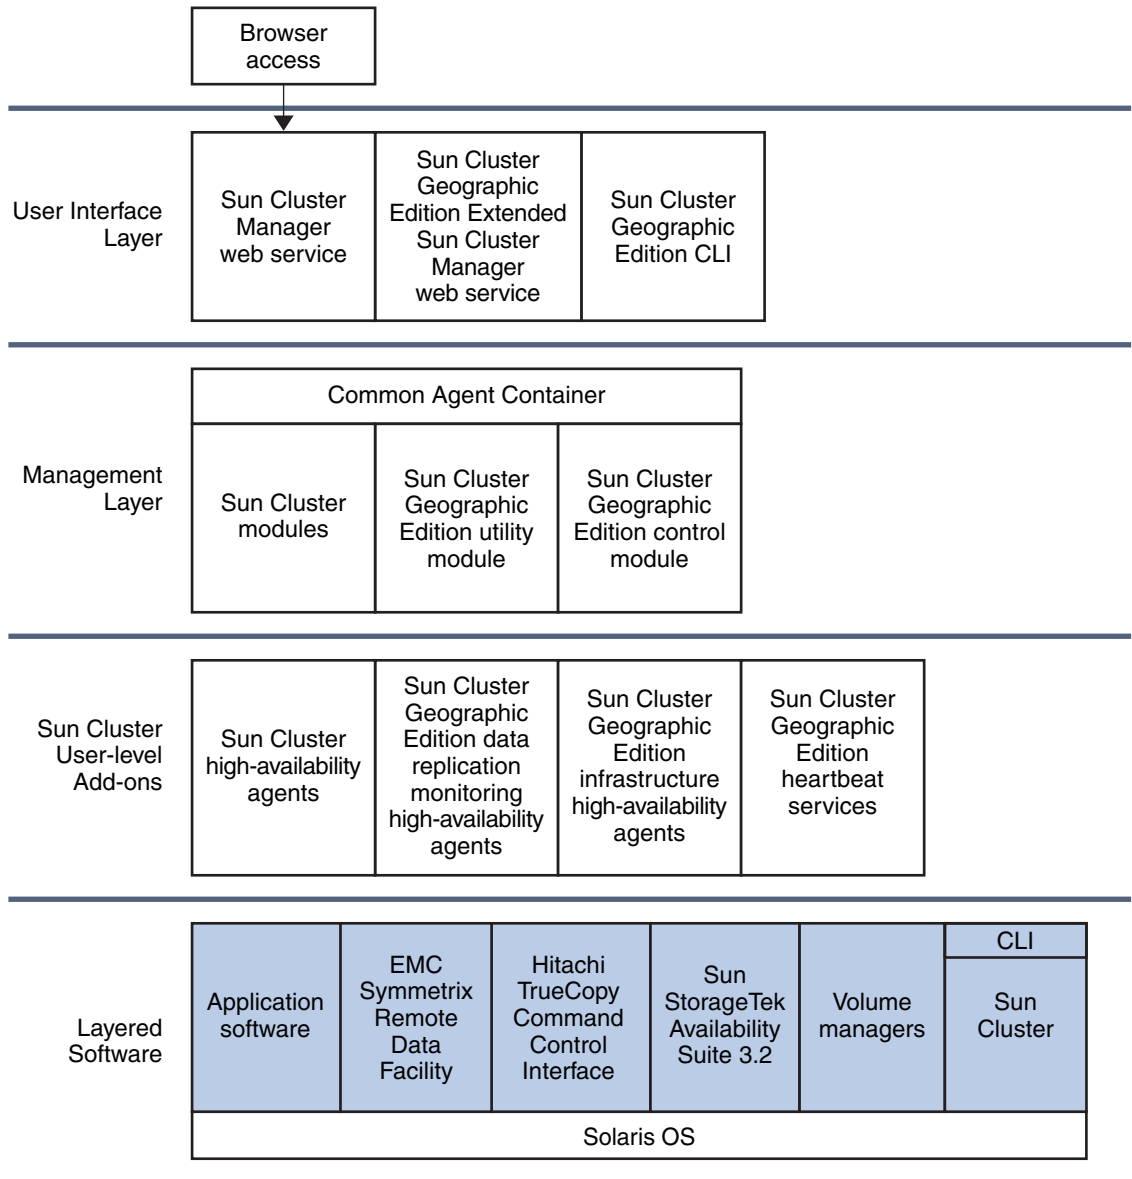 Browser
access
User Interface
Layer
Sun Cluster
Manager
web service
Sun Cluster
Geographic
Edition Extended
Sun Cluster
Manager
web service
Sun Cluster
Geographic
Edition CLI
Common Agent Container
Management
Layer
Sun Cluster
modules
Sun Cluster
Geographic
Edition utility
module
Sun Cluster
Geographic
Edition control
module
Sun Cluster
User-level
Add-ons
Sun Cluster
high-availability
agents
Sun Cluster
Geographic
Edition data
replication
monitoring
high-availability
agents
Sun Cluster
Geographic
Edition
infrastructure
high-availability
agents
Sun Cluster
Geographic
Edition
heartbeat
services
Layered
Software
Application
software
EMC
Symmetrix
Remote
Data
Facility
Hitachi
TrueCopy
Command
Control
Interface
Sun
StorageTek
Availability
Suite 3.2
Volume
managers
CLI
Sun
Cluster
Solaris OS